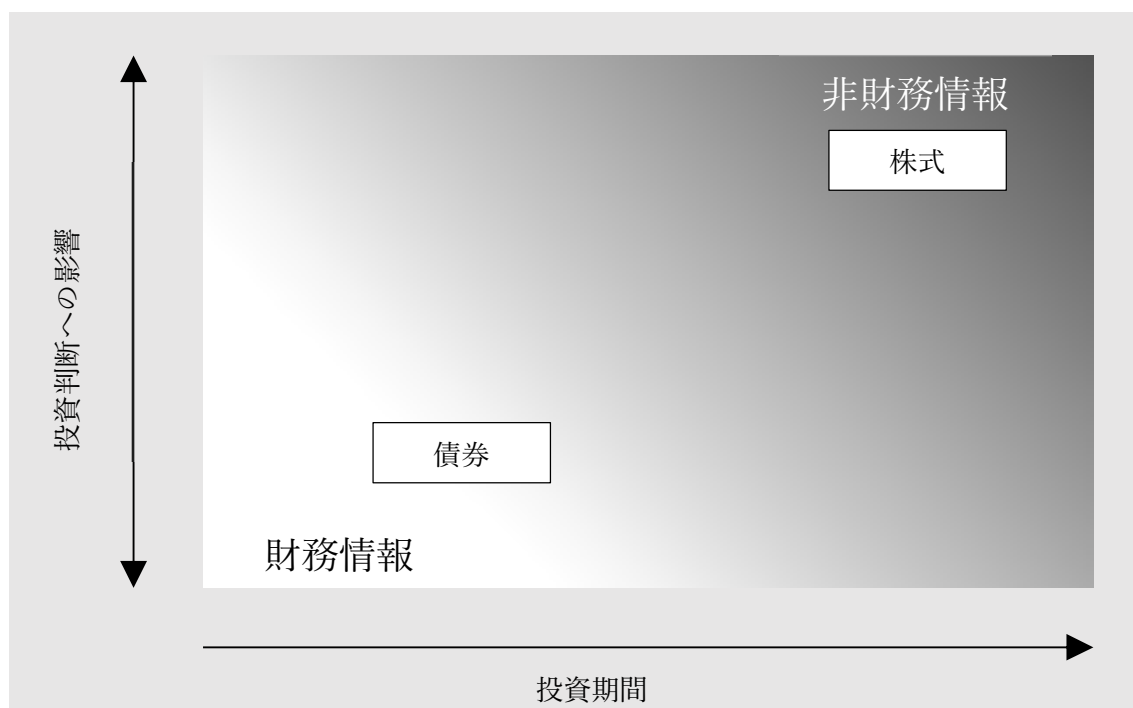 非財務情報
株式
投資判断への影響
債券
財務情報
投資期間